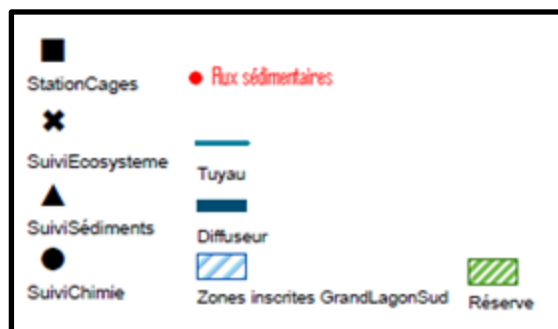 StationCages
Flux sédimentaires
SuiviEcosysteme
Tuyau
SuiviSédiments
Diffuseur
SuiviChimie
Zones inscrites GrandLagonSud
Réserve